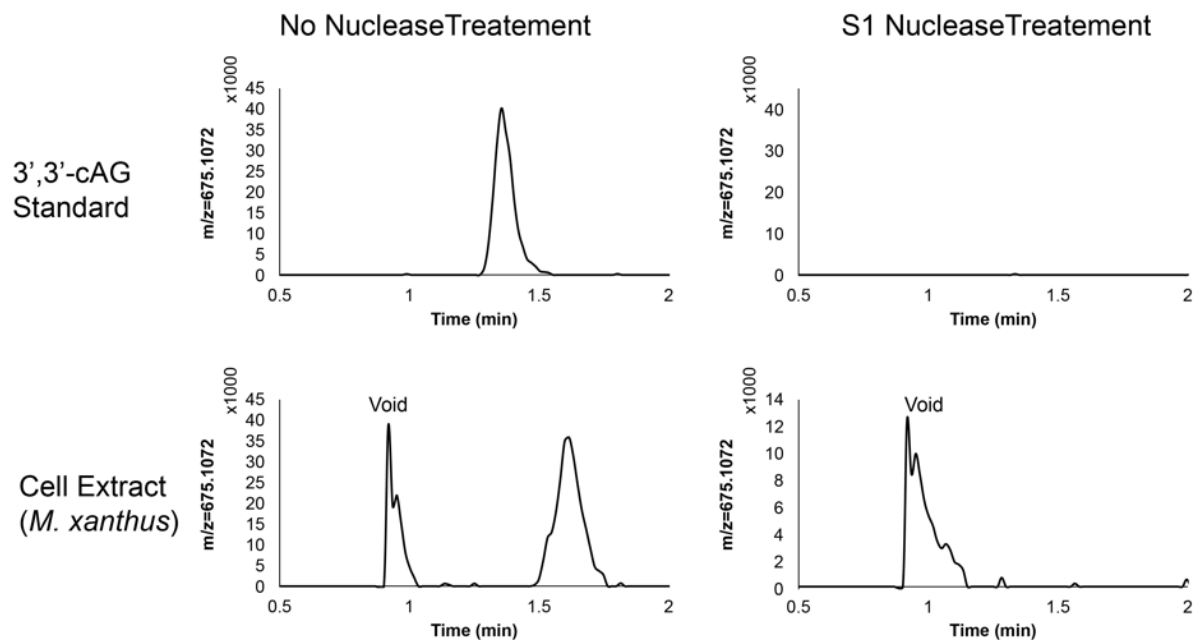 No NucleaseTreatement
S1 NucleaseTreatement
3',3'-cAG
Standard
x1000
m/z=675.1072
45
40
35
30
25
20
15
10
5
0
0.5 1 1.5 2
Time (min)
x1000
m/z=675.1072
40
30
20
10
0
0.5 1 1.5 2
Time (min)
Cell Extract
(M. xanthus)
x1000
m/z=675.1072
45
40
35
30
25
20
15
10
5
0
Void
0.5 1 1.5 2
Time (min)
x1000
m/z=675.1072
14
12
10
8
6
4
2
0
Void
0.5 1 1.5 2
Time (min)